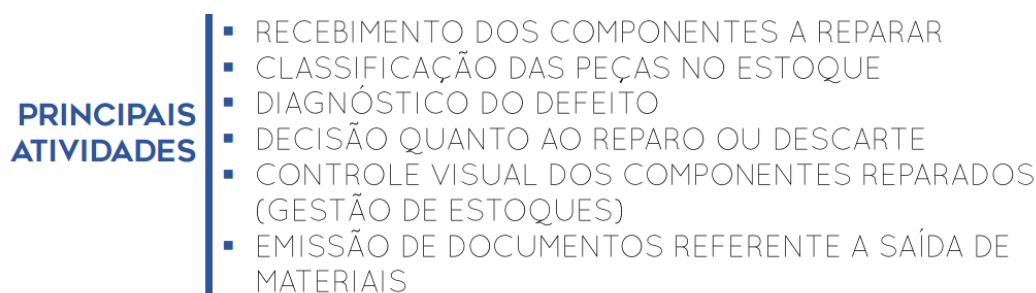 PRINCIPAIS
ATIVIDADES
▪ RECEBIMENTO DOS COMPONENTES A REPARAR
▪ CLASSIFICAÇÃO DAS PEÇAS NO ESTOQUE
▪ DIAGNÓSTICO DO DEFEITO
▪ DECISÃO QUANTO AO REPARO OU DESCARTE
▪ CONTROLE VISUAL DOS COMPONENTES REPARADOS
(GESTÃO DE ESTOQUES)
▪ EMISSÃO DE DOCUMENTOS REFERENTE A SAÍDA DE
MATERIAIS